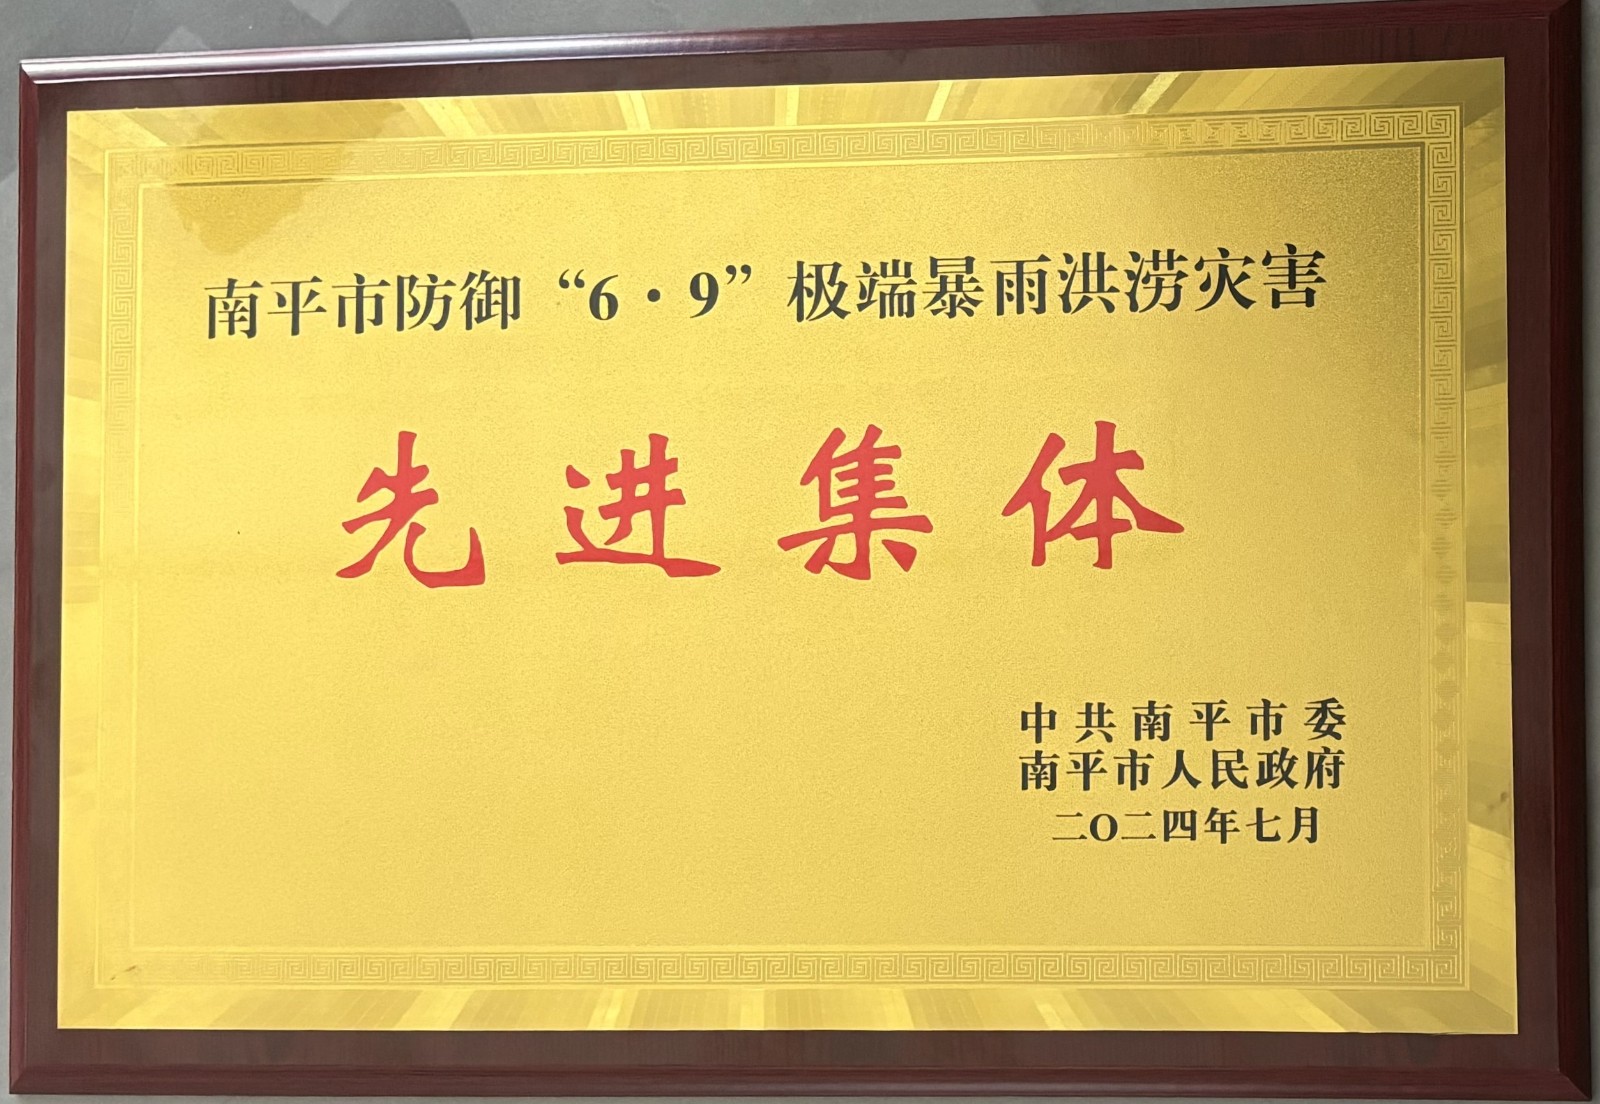 南平市防御“6·9”极端暴雨洪涝灾害
先进集体
中共南平市委
南平市人民政府
二〇二四年七月